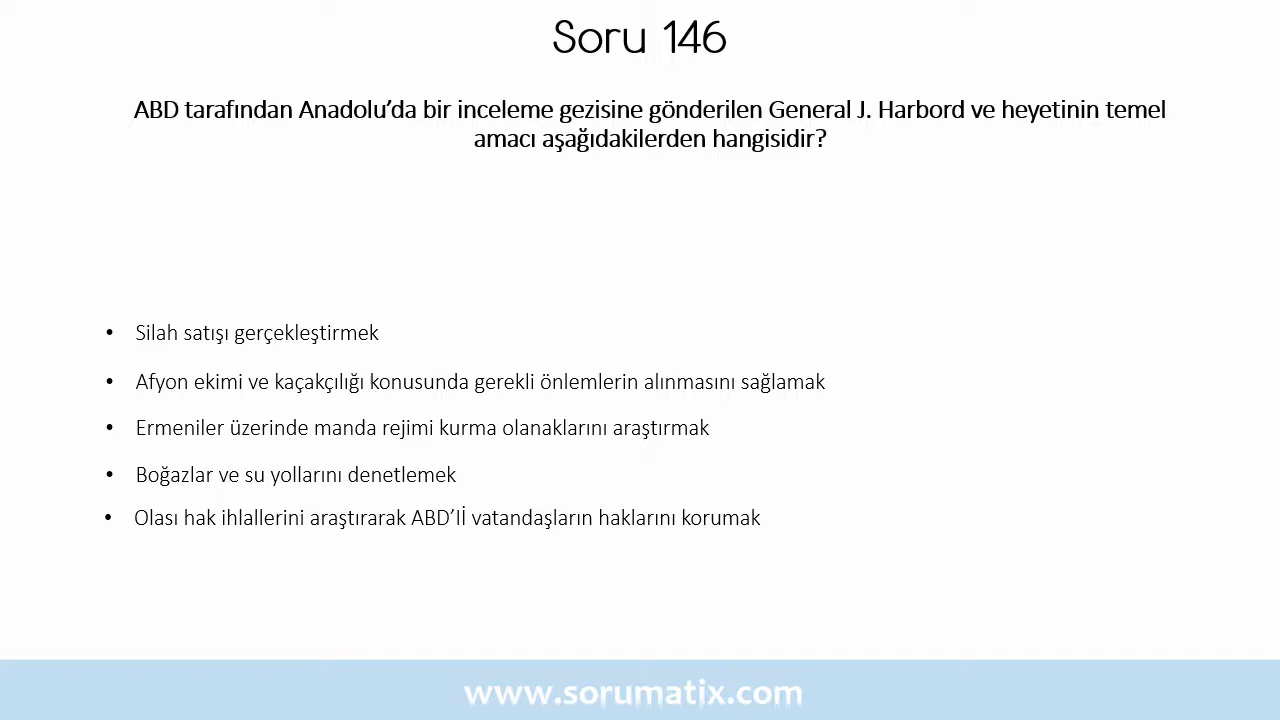 Soru 146
ABD tarafından Anadolu’da bir inceleme gezisine gönderilen General J. Harbord ve heyetinin temel
amacı aşağıdakilerden hangisidir?
• Silah satışı gerçekleştirmek
• Afyon ekimi ve kaçakçılığı konusunda gerekli önlemlerin alınmasını sağlamak
• Ermeniler üzerinde manda rejimi kurma olanaklarını araştırmak
• Boğazlar ve su yollarını denetlemek
• Olası hak ihlallerini araştırarak ABD’Iİ vatandaşların haklarını korumak
www.sorumatix.com